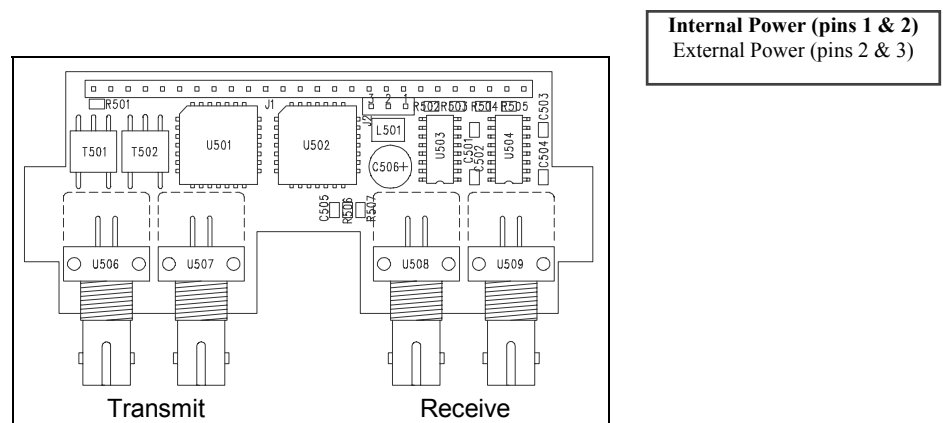 Internal Power (pins 1 & 2)
External Power (pins 2 & 3)
R501
J1
3 2 1
J2
R502 R503 R504 R505
C503
T501
T502
U501
U502
L501
U503
C501
C502
U504
C504
C506+
C505
R506
R507
U506
U507
U508
U509
Transmit
Receive